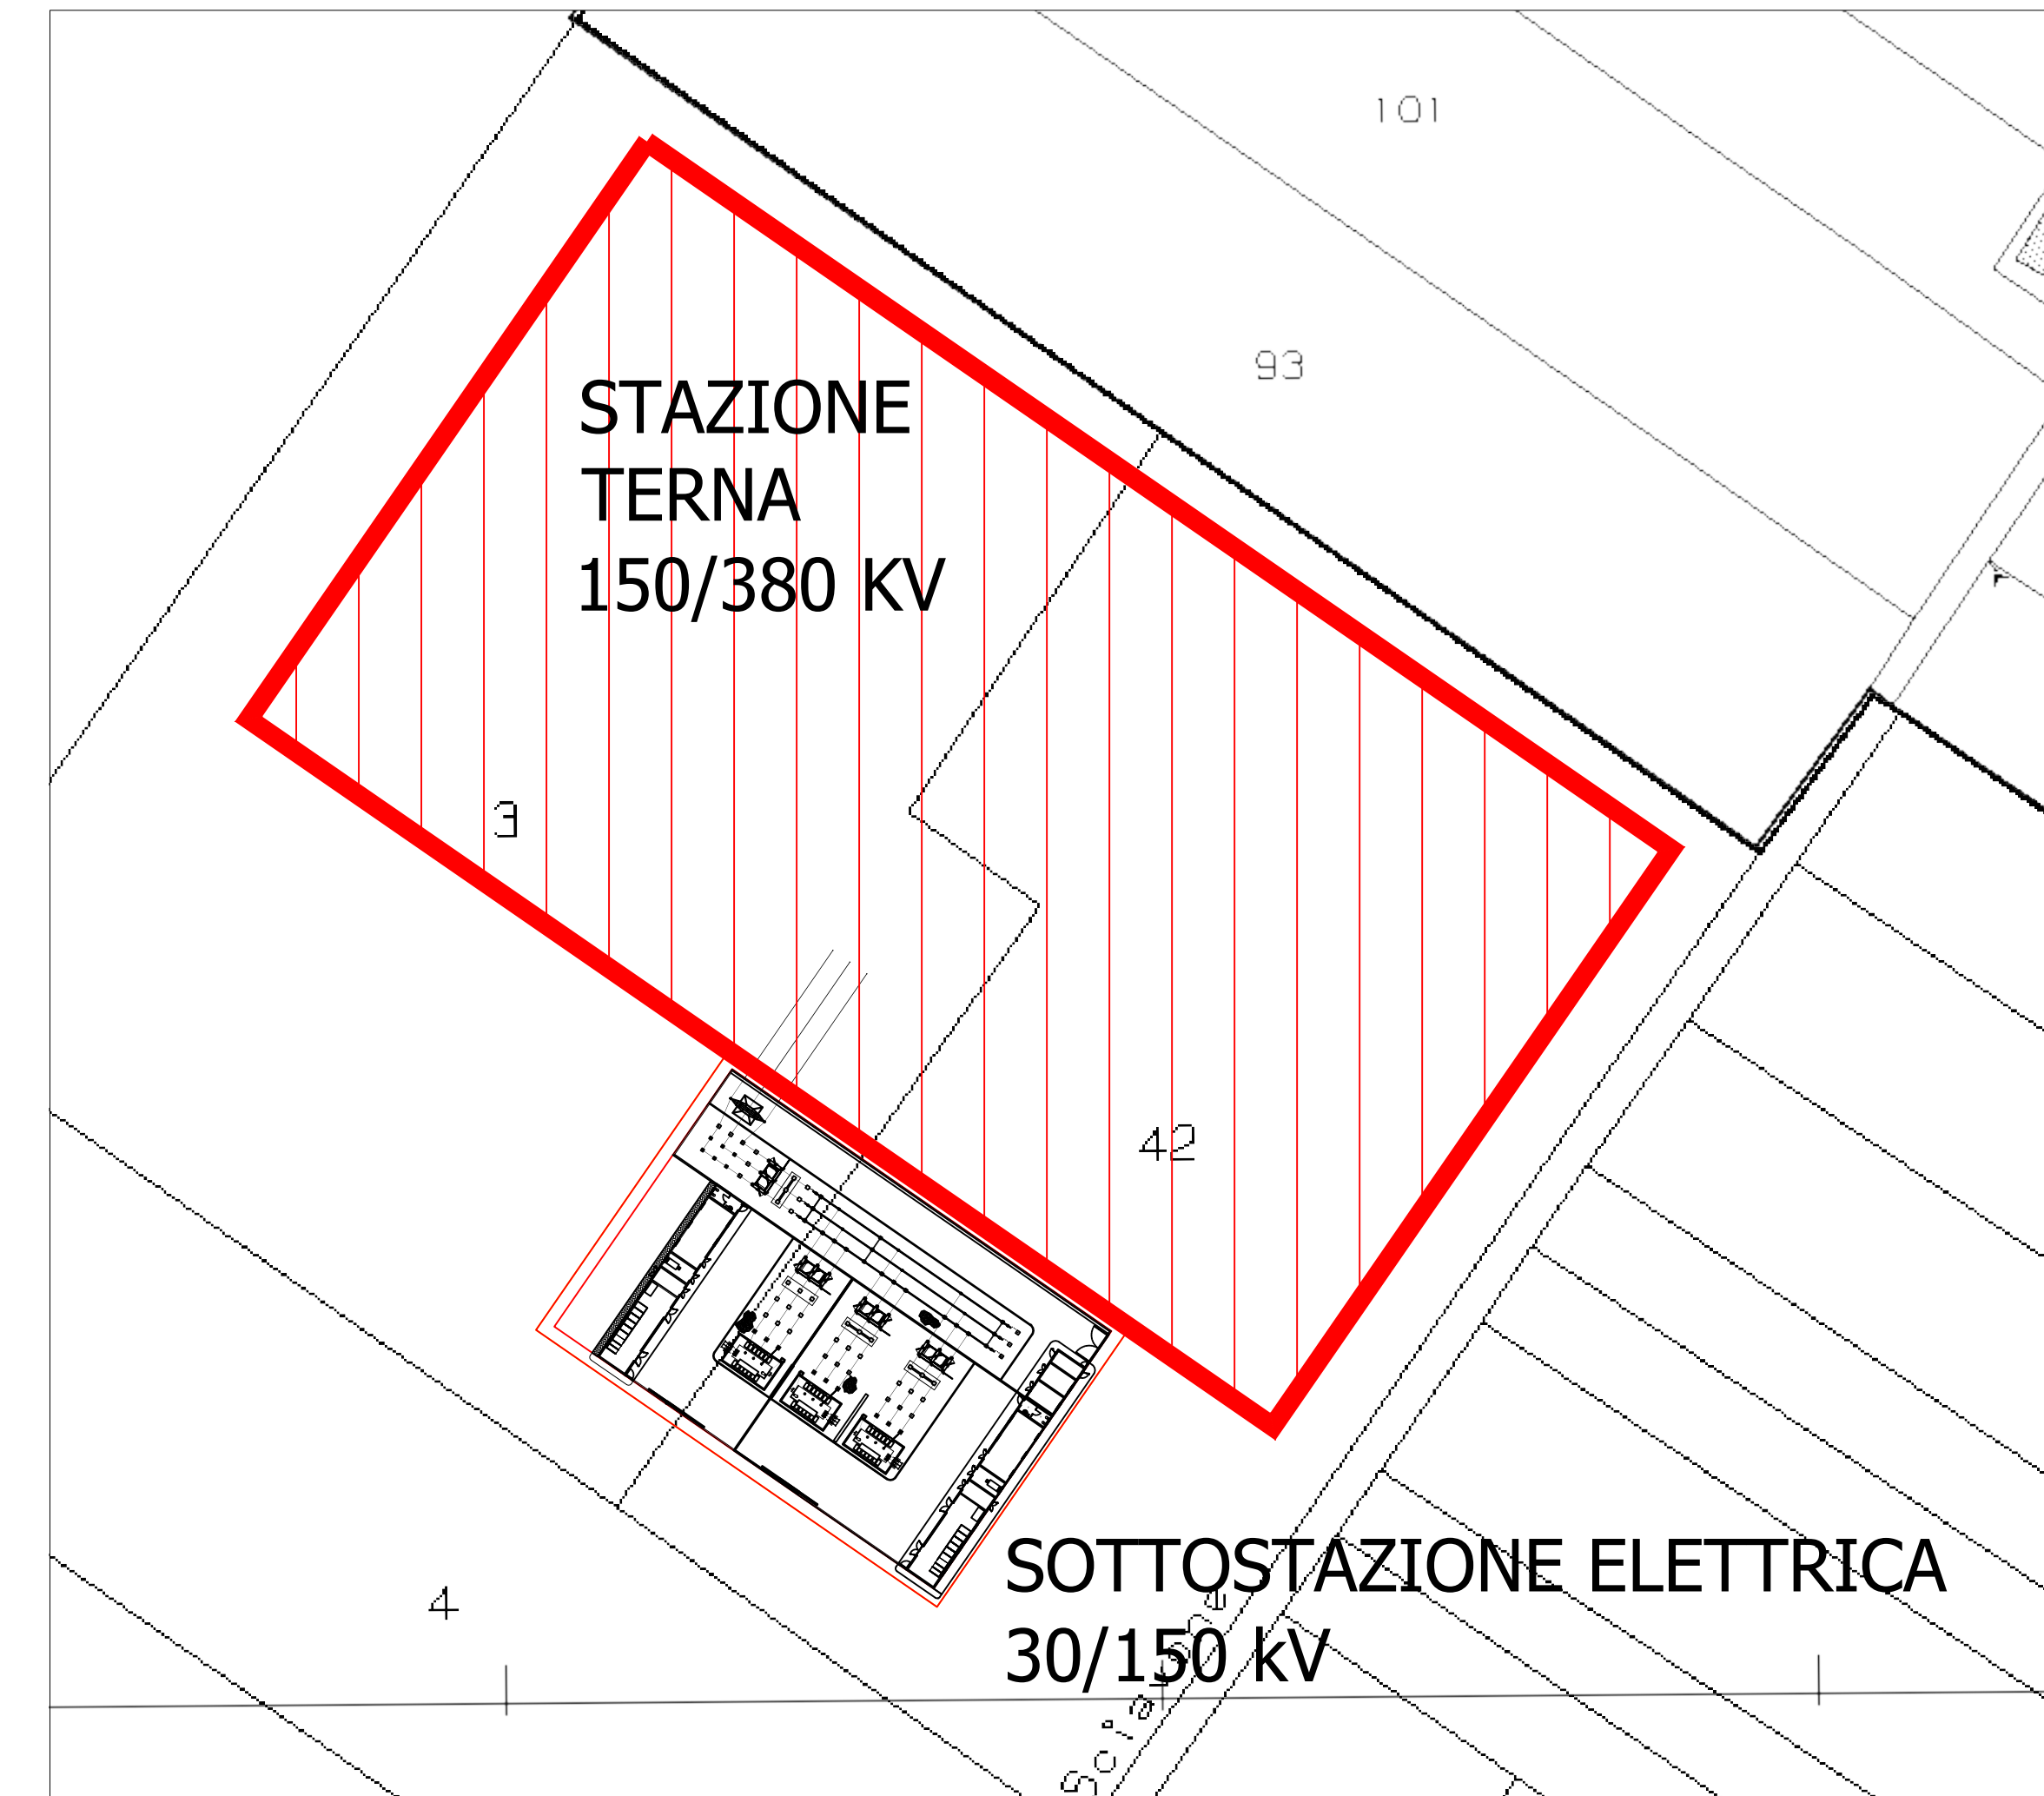 101
93
STAZIONE
TERNA
150/380 KV
3
42
SOTTOSTAZIONE ELETTRICA
30/150 kV
4